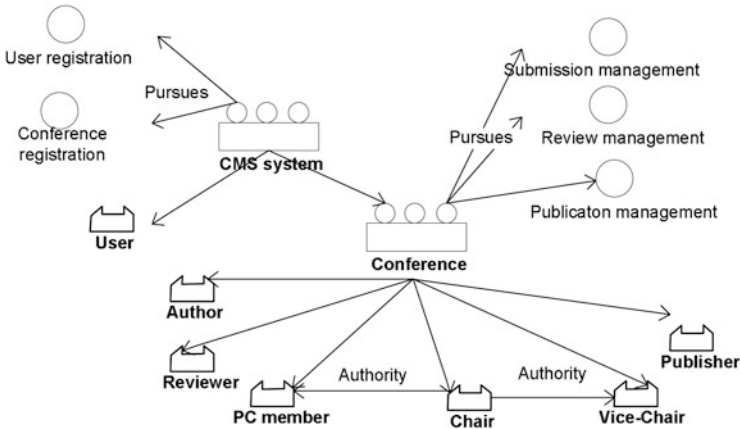 User registration
Submission management
Pursues
Conference
registration
Pursues
Review management
CMS system
Publicaton management
User
Conference
Author
Publisher
Reviewer
Authority
Authority
PC member
Chair
Vice-Chair